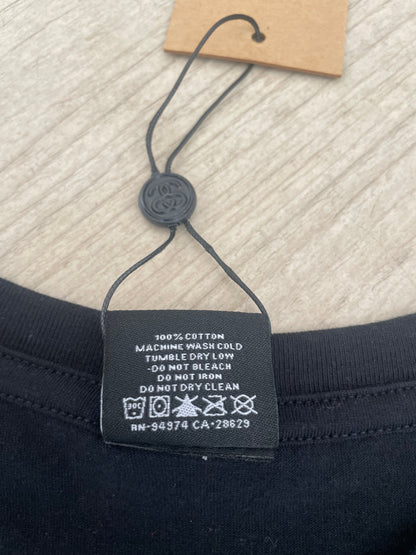 100% COTTON
MACHINE WASH COLD
TUMBLE DRY LOW
-DO NOT BLEACH
DO NOT IRON
DO NOT DRY CLEAN
30C
RN-94974 CA-28629